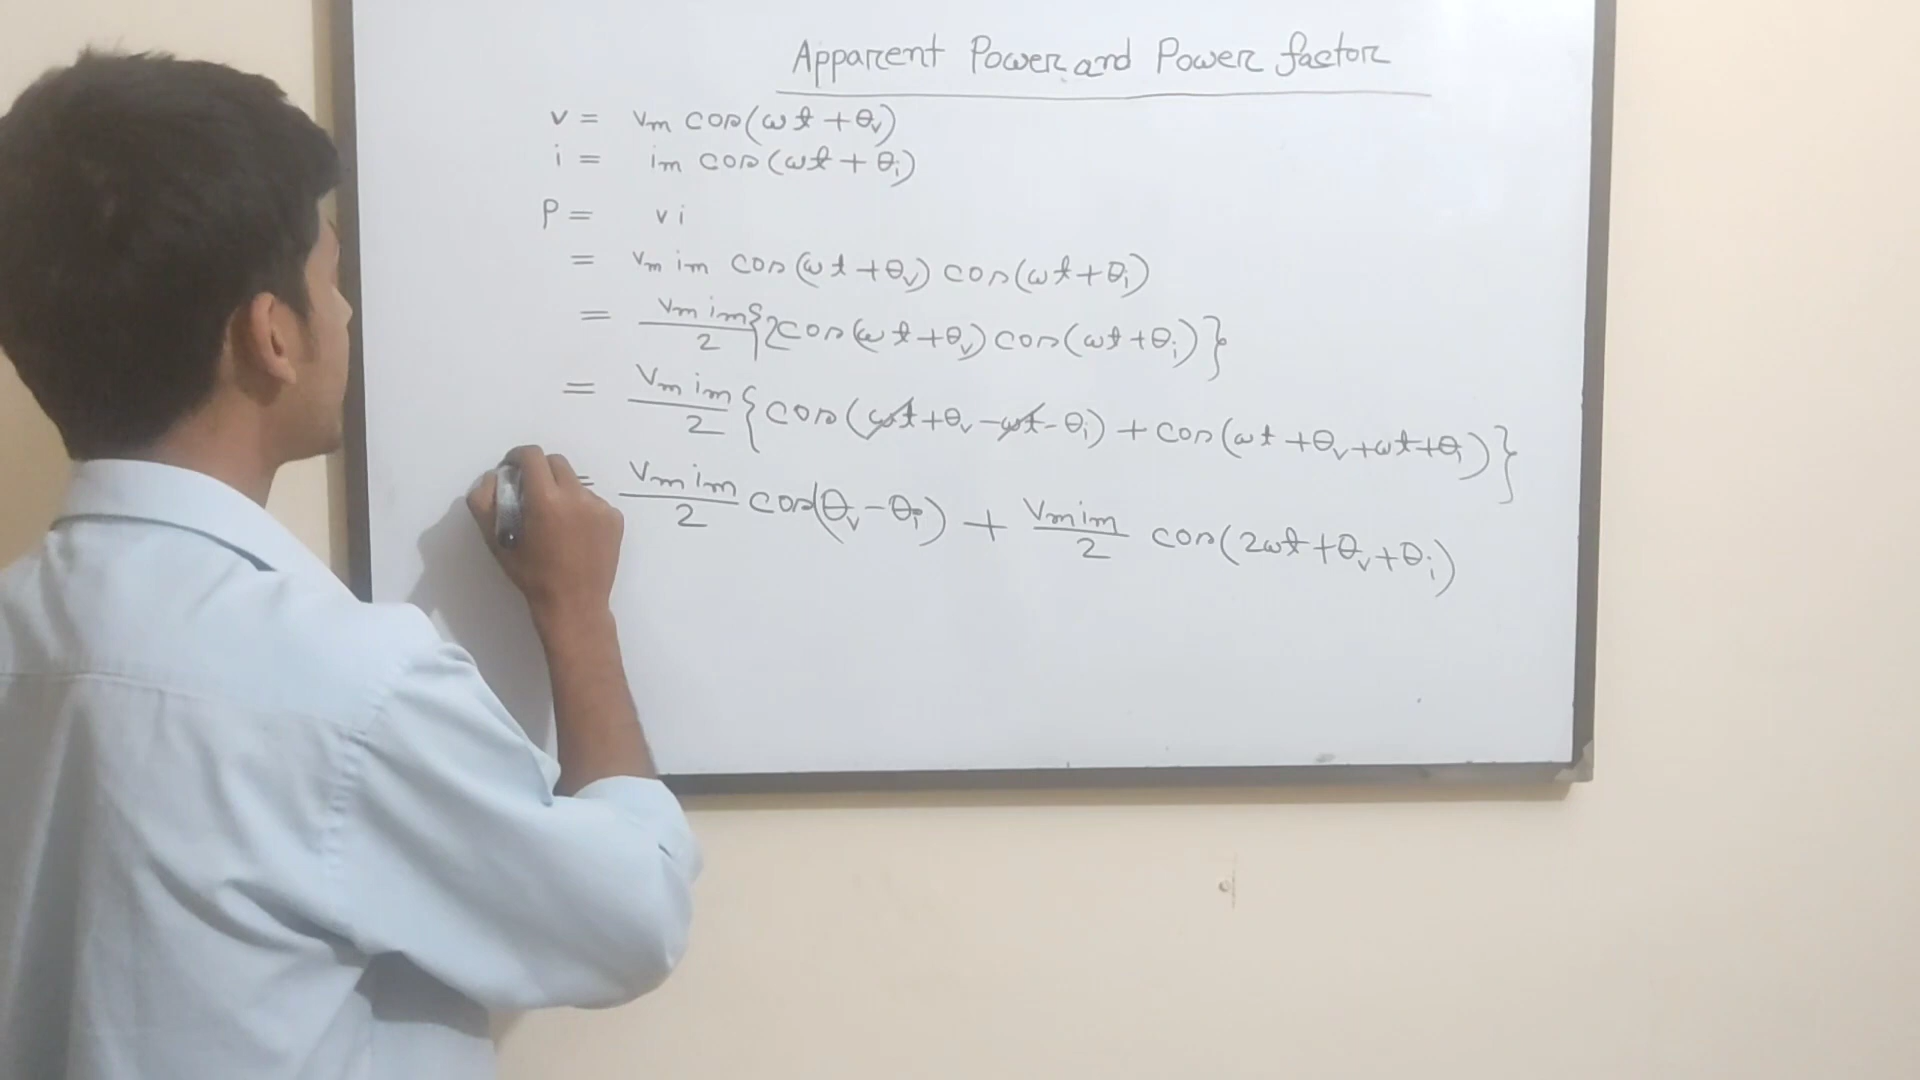 Apparent Power and Power factor
v = vm cos(ωt + θv)
i = im cos(ωt + θi)
P = vi
= vm im cos(ωt + θv) cos(ωt + θi)
= vm im/2 {2cos(ωt + θv) cos(ωt + θi)}
= Vm im/2 {cos(ωt + θv - ωt - θi) + cos(ωt + θv + ωt + θi)}
= Vm im/2 cos(θv - θi) + Vm im/2 cos(2ωt + θv + θi)